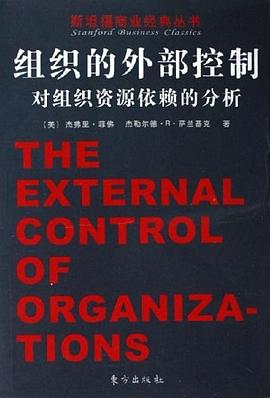 斯坦福商业经典丛书
Stanford Business Classics
组织的外部控制
对组织资源依赖的分析
〔美〕杰弗里·菲佛 杰勒尔德·R·萨兰基克 著
THE
EXTERNAL
CONTROL
OF
ORGANIZA-
TIONS
东方出版社